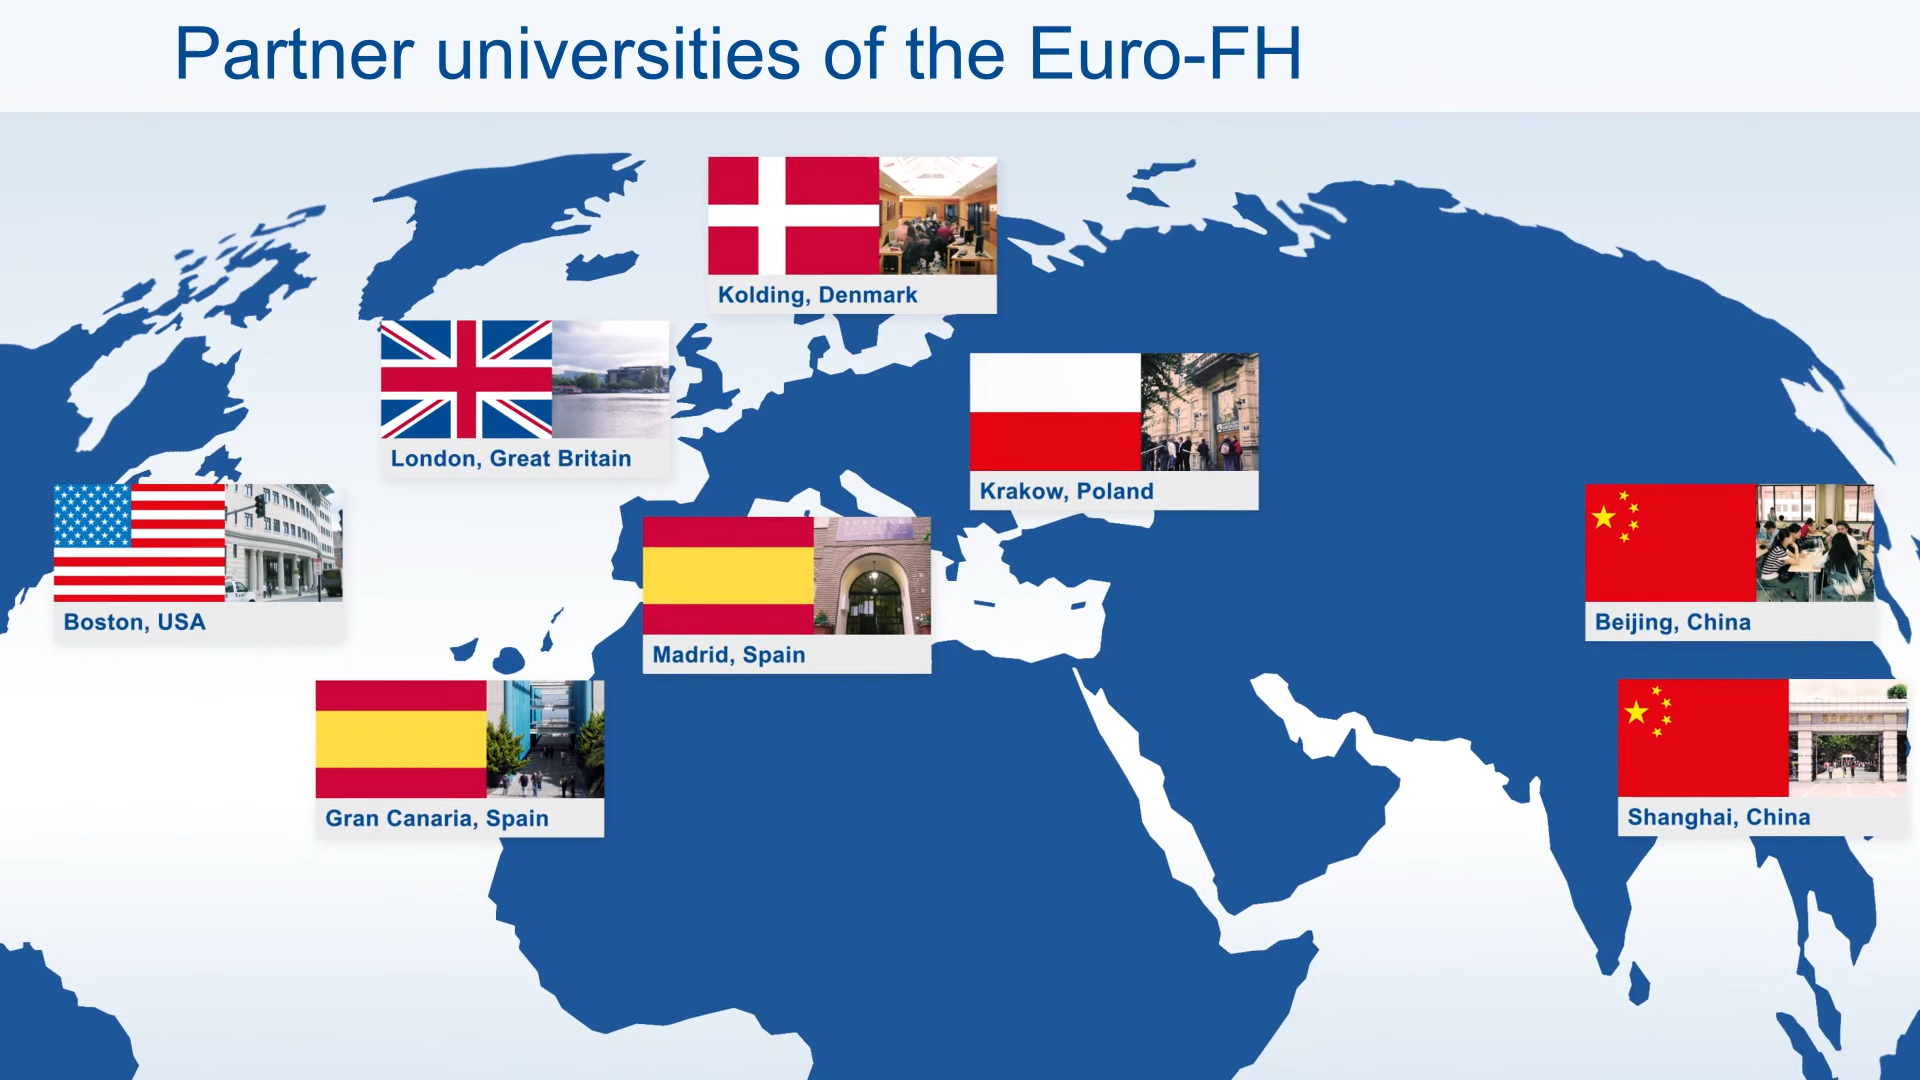 Partner universities of the Euro-FH
Kolding, Denmark
London, Great Britain
Krakow, Poland
Boston, USA
Beijing, China
Madrid, Spain
Gran Canaria, Spain
Shanghai, China